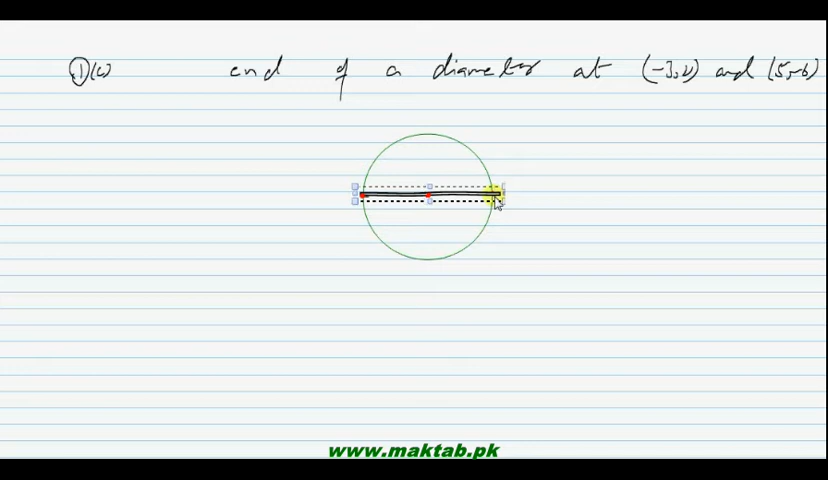 ①(c) end of a diameter at (-3,2) and (5,-6)
www.maktab.pk